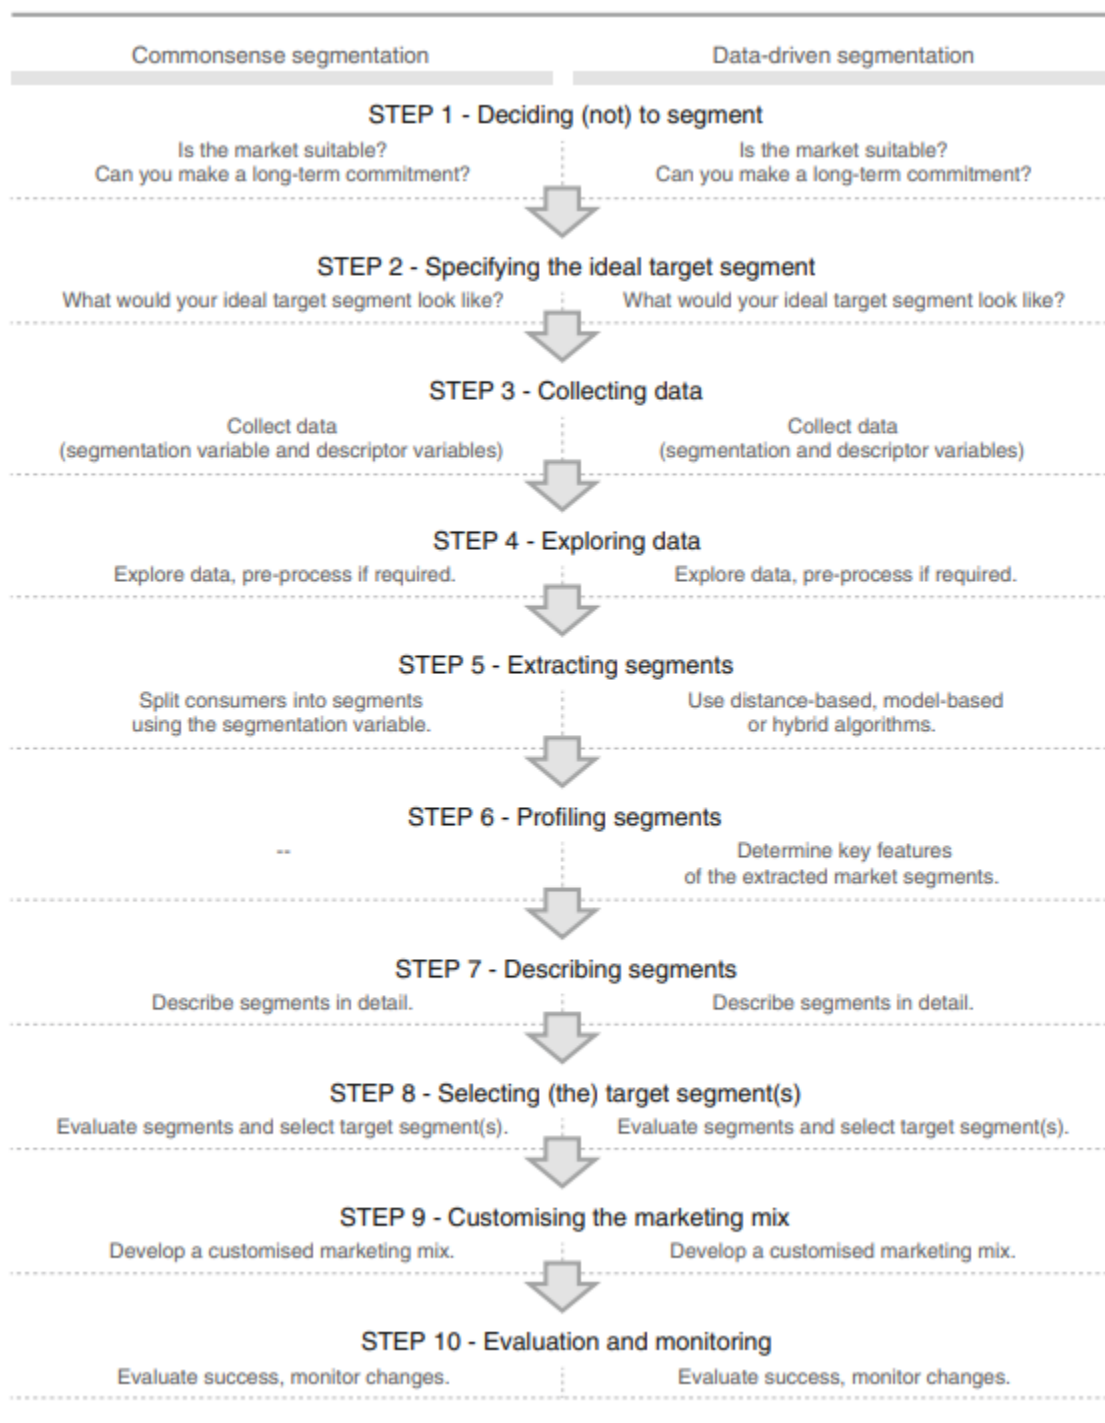 Commonsense segmentation
Data-driven segmentation
STEP 1 - Deciding (not) to segment
Is the market suitable?
Can you make a long-term commitment?
Is the market suitable?
Can you make a long-term commitment?
STEP 2 - Specifying the ideal target segment
What would your ideal target segment look like?
What would your ideal target segment look like?
STEP 3 - Collecting data
Collect data
(segmentation variable and descriptor variables)
Collect data
(segmentation and descriptor variables)
STEP 4 - Exploring data
Explore data, pre-process if required.
Explore data, pre-process if required.
STEP 5 - Extracting segments
Split consumers into segments
using the segmentation variable.
Use distance-based, model-based
or hybrid algorithms.
STEP 6 - Profiling segments
--
Determine key features
of the extracted market segments.
STEP 7 - Describing segments
Describe segments in detail.
Describe segments in detail.
STEP 8 - Selecting (the) target segment(s)
Evaluate segments and select target segment(s).
Evaluate segments and select target segment(s).
STEP 9 - Customising the marketing mix
Develop a customised marketing mix.
Develop a customised marketing mix.
STEP 10 - Evaluation and monitoring
Evaluate success, monitor changes.
Evaluate success, monitor changes.